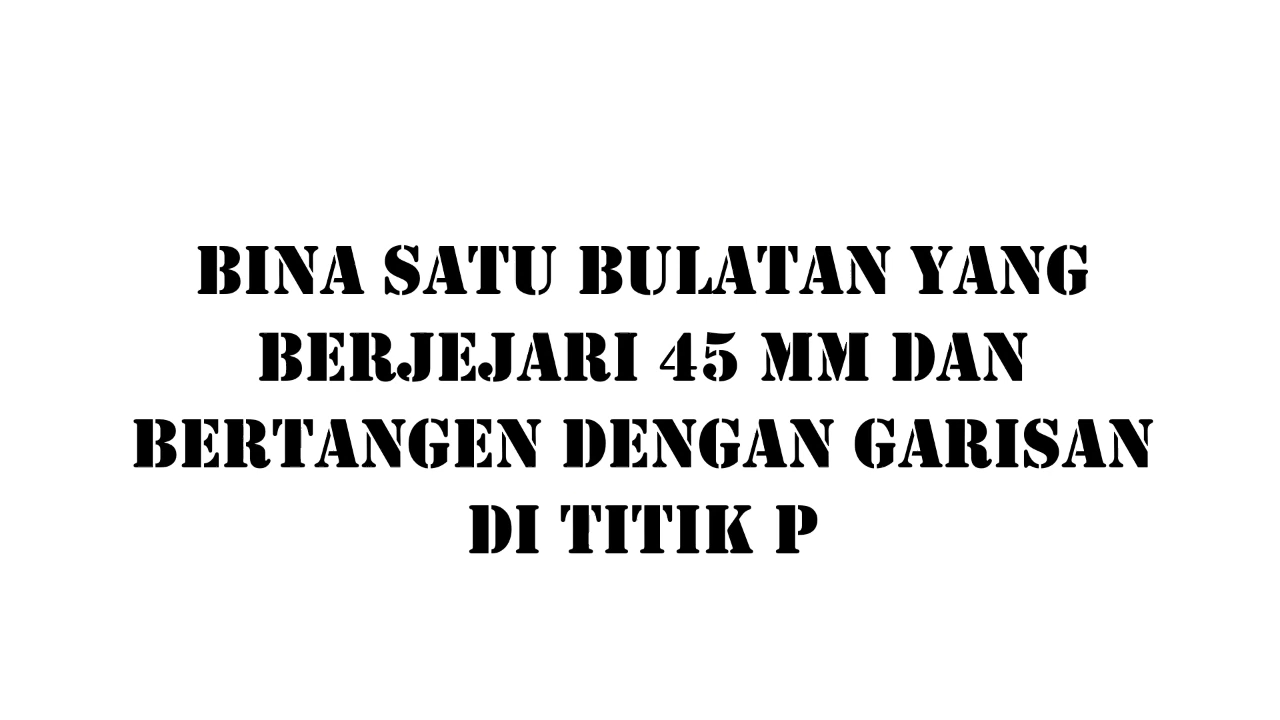 BINA SATU BULATAN YANG
BERJEJARI 45 MM DAN
BERTANGEN DENGAN GARISAN
DI TITIK P